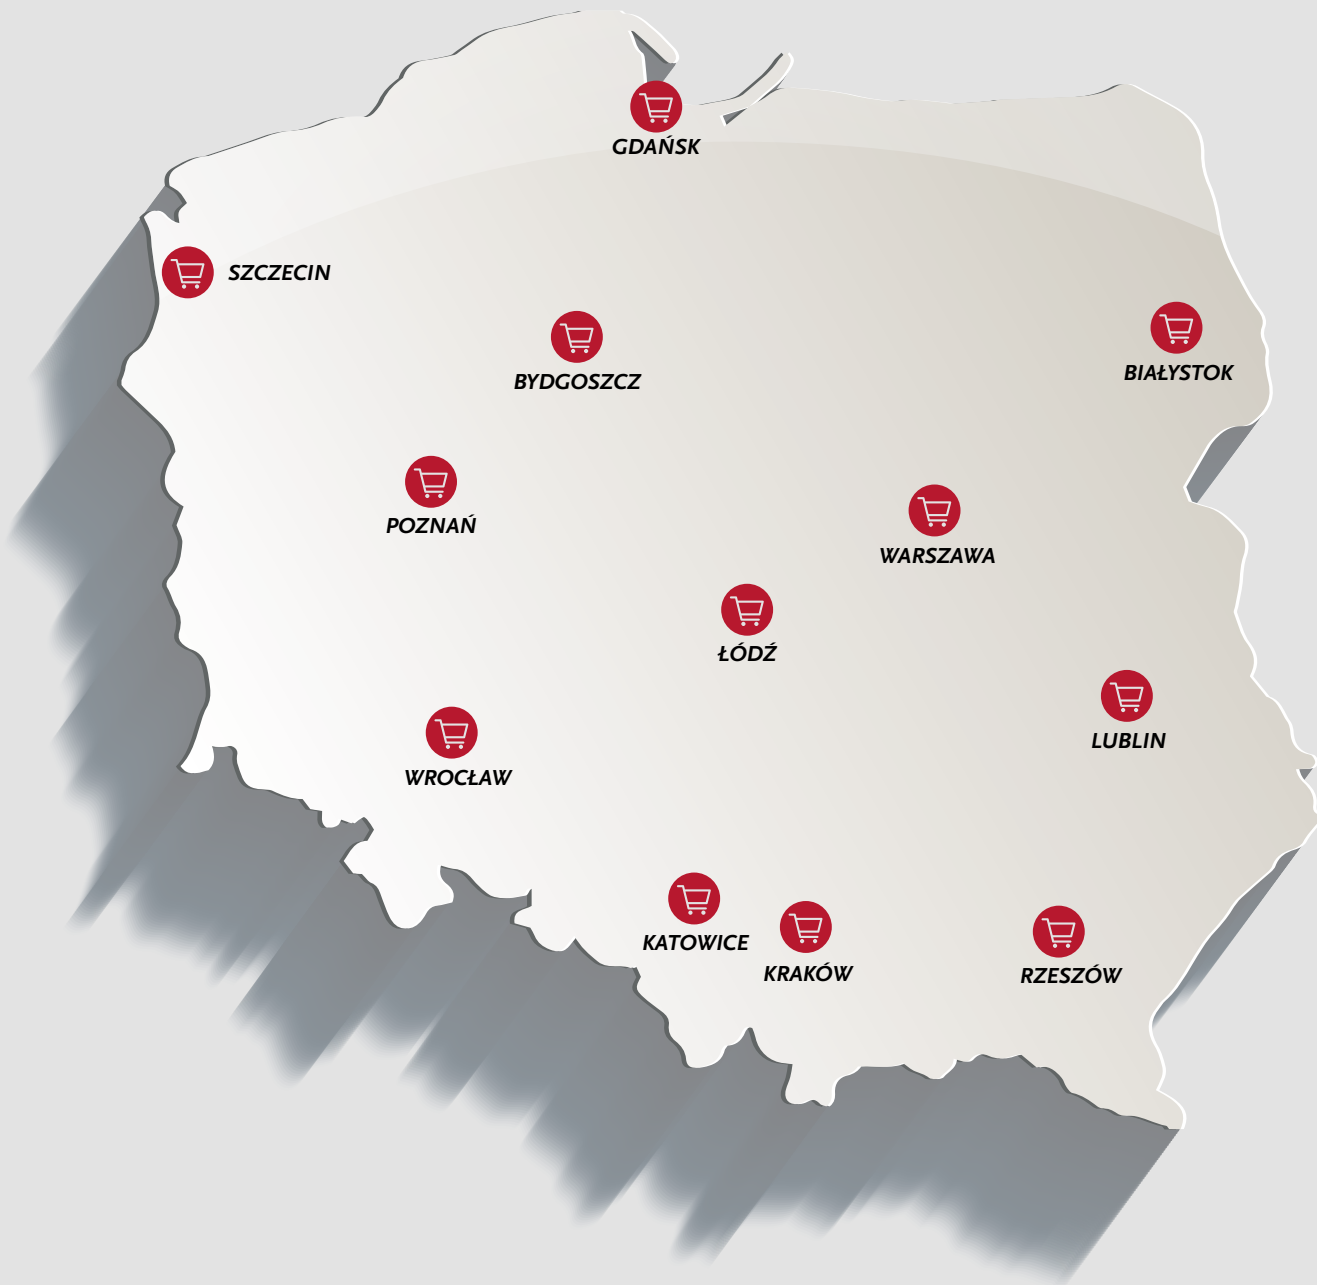 GDAŃSK
SZCZECIN
BYDGOSZCZ
BIAŁYSTOK
POZNAŃ
WARSZAWA
ŁÓDŹ
LUBLIN
WROCŁAW
KATOWICE
KRAKÓW
RZESZÓW